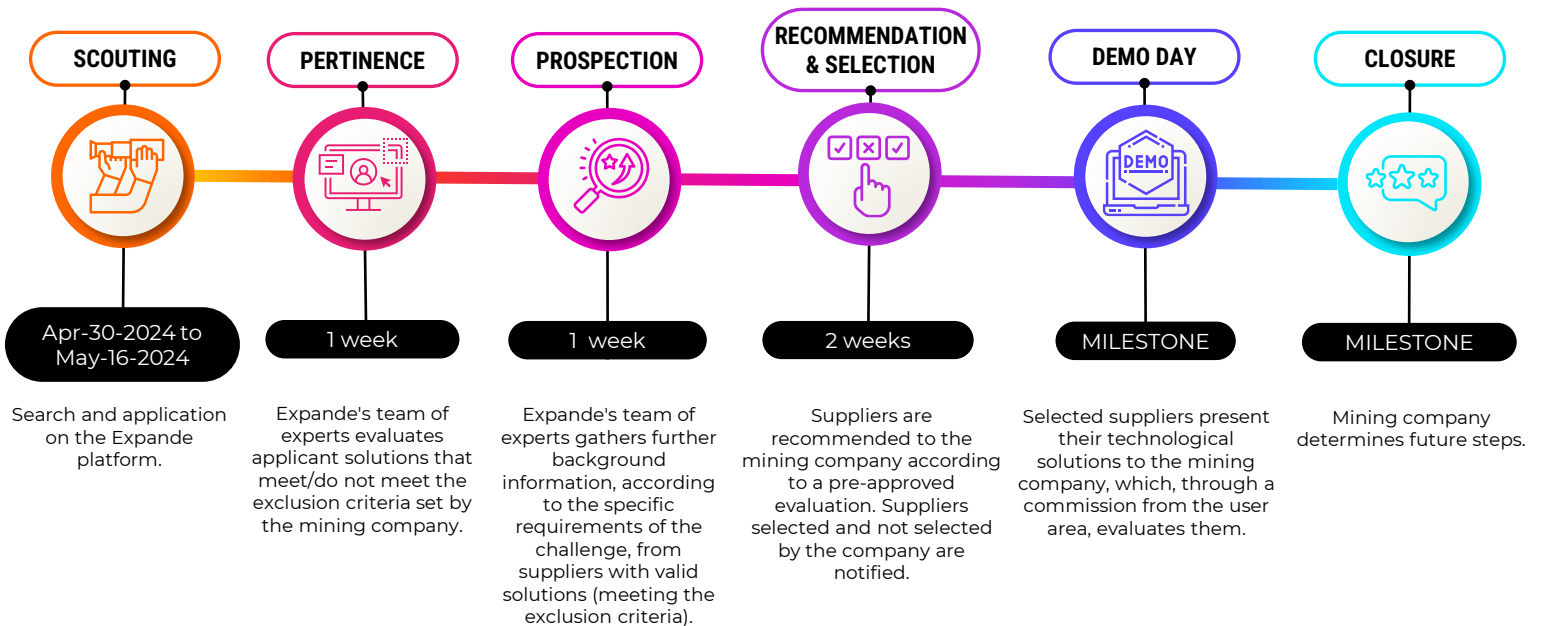 SCOUTING
Apr-30-2024 to
May-16-2024
Search and application
on the Expande
platform.
PERTINENCE
1 week
Expande's team of
experts evaluates
applicant solutions that
meet/do not meet the
exclusion criteria set by
the mining company.
PROSPECTION
1 week
Expande's team of
experts gathers further
background
information, according
to the specific
requirements of the
challenge, from
suppliers with valid
solutions (meeting the
exclusion criteria).
RECOMMENDATION
& SELECTION
2 weeks
Suppliers are
recommended to the
mining company according
to a pre-approved
evaluation. Suppliers
selected and not selected
by the company are
notified.
DEMO DAY
DEMO
MILESTONE
Selected suppliers present
their technological
solutions to the mining
company, which, through a
commission from the user
area, evaluates them.
CLOSURE
MILESTONE
Mining company
determines future steps.